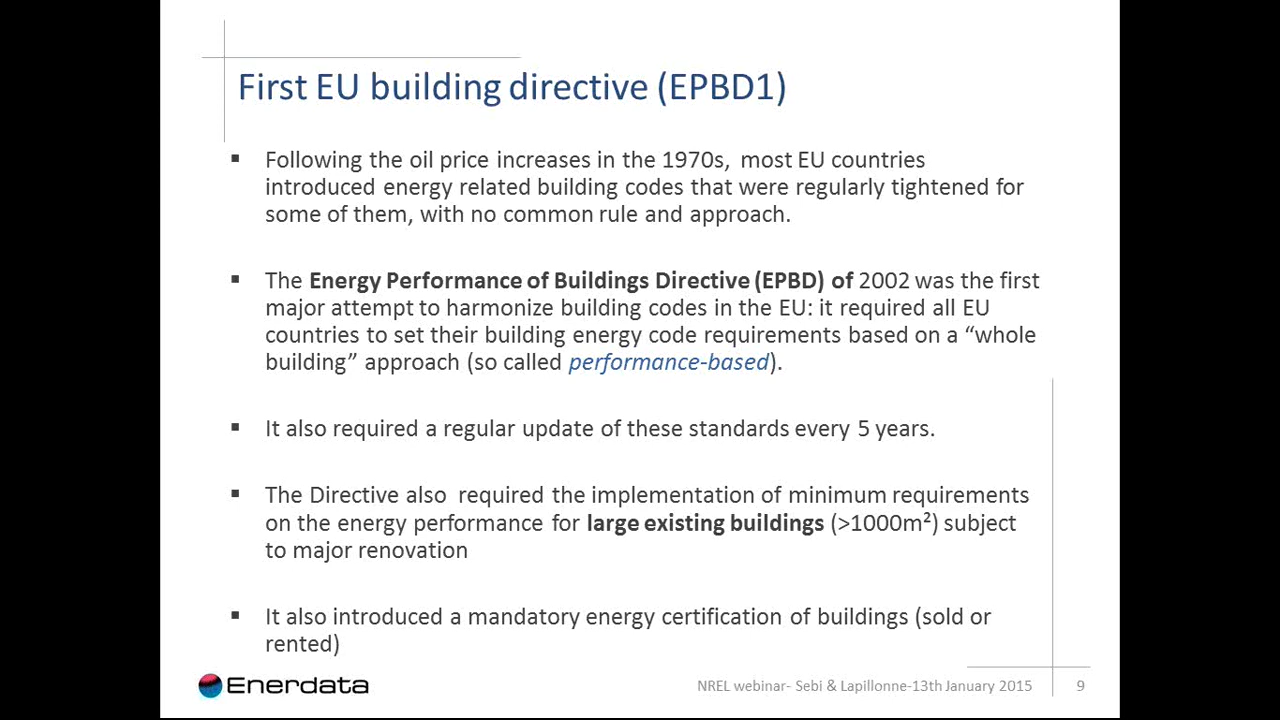 First EU building directive (EPBD1)
▪ Following the oil price increases in the 1970s, most EU countries
introduced energy related building codes that were regularly tightened for
some of them, with no common rule and approach.
▪ The Energy Performance of Buildings Directive (EPBD) of 2002 was the first
major attempt to harmonize building codes in the EU: it required all EU
countries to set their building energy code requirements based on a “whole
building” approach (so called performance-based).
▪ It also required a regular update of these standards every 5 years.
▪ The Directive also required the implementation of minimum requirements
on the energy performance for large existing buildings (>1000m²) subject
to major renovation
▪ It also introduced a mandatory energy certification of buildings (sold or
rented)
Enerdata
NREL webinar- Sebi & Lapillonne-13th January 2015
9